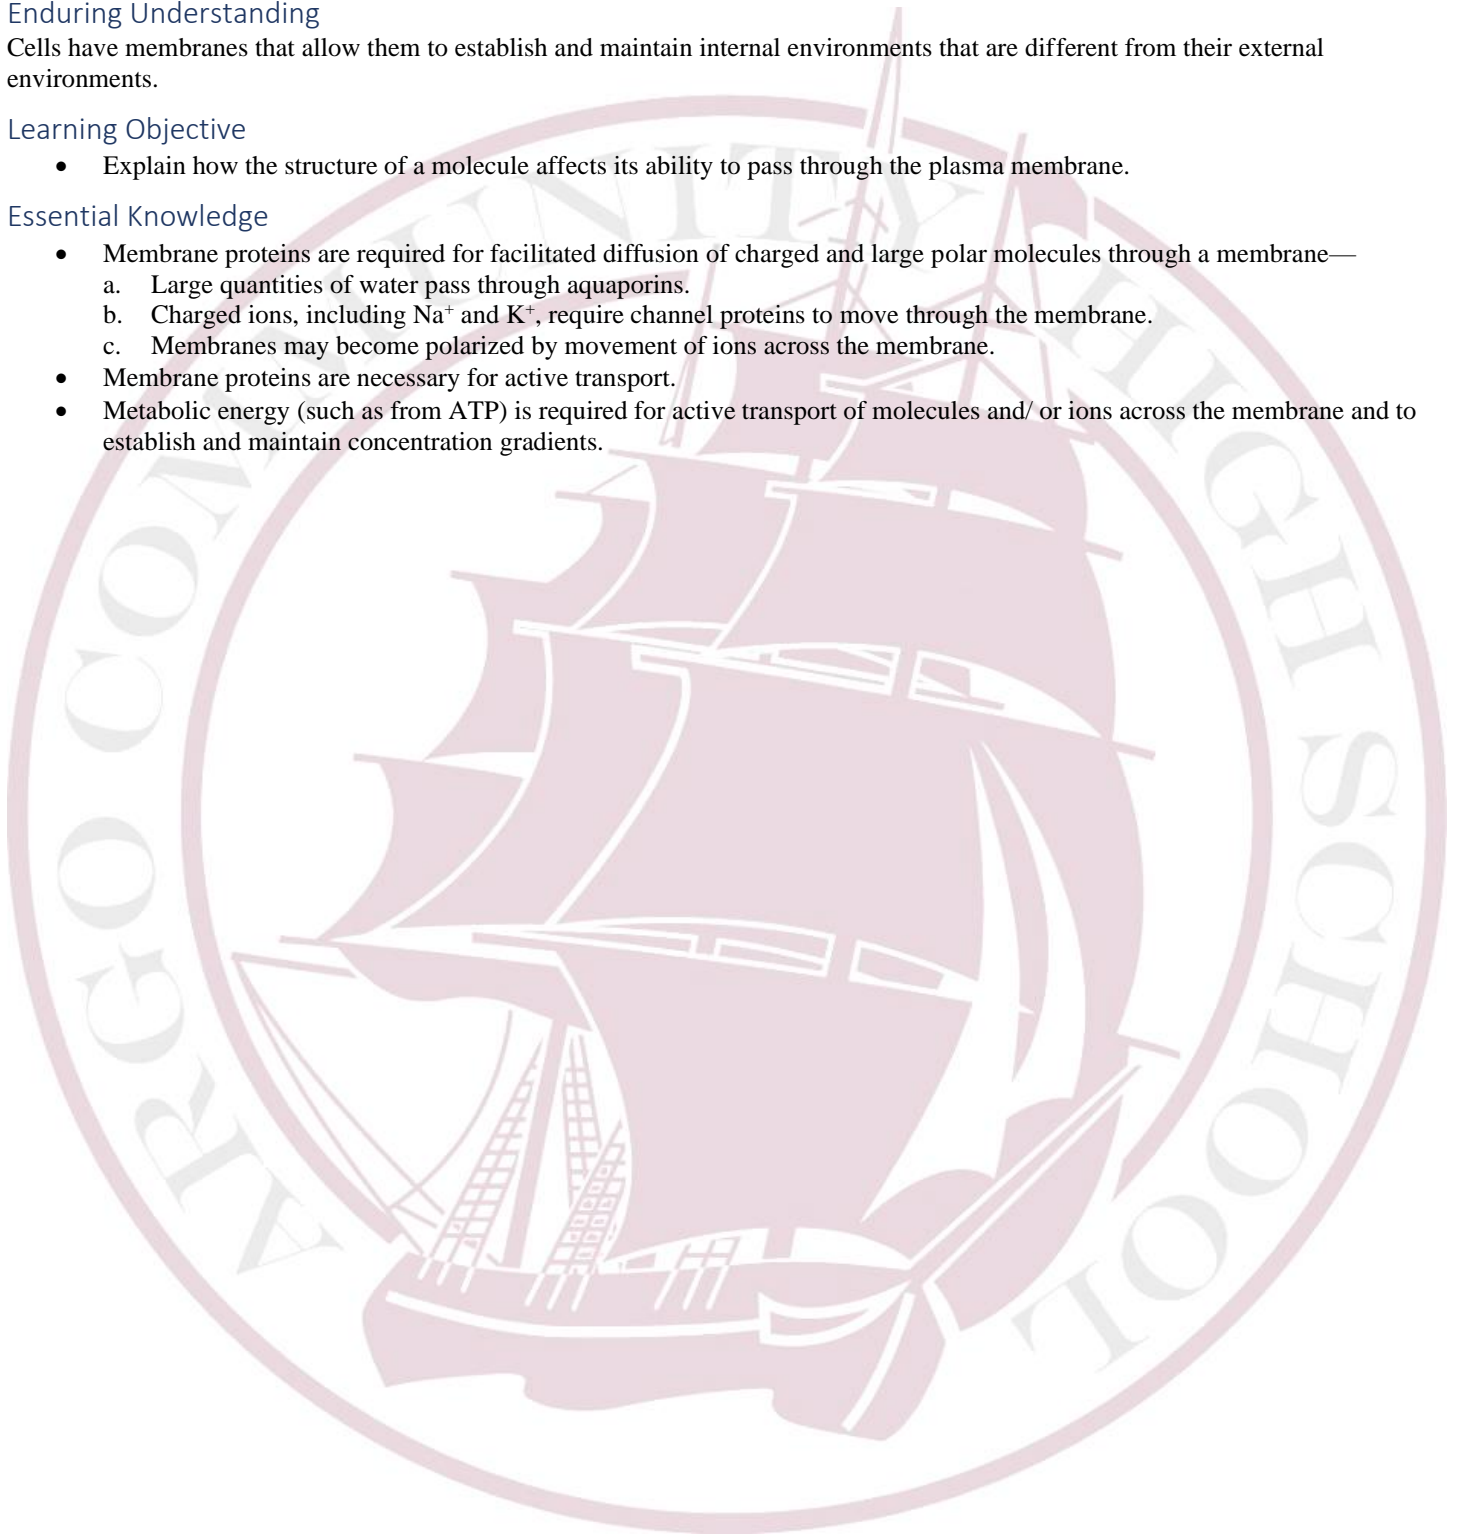 Enduring Understanding
Cells have membranes that allow them to establish and maintain internal environments that are different from their external
environments.
Learning Objective
• Explain how the structure of a molecule affects its ability to pass through the plasma membrane.
Essential Knowledge
• Membrane proteins are required for facilitated diffusion of charged and large polar molecules through a membrane—
a. Large quantities of water pass through aquaporins.
b. Charged ions, including Na⁺ and K⁺, require channel proteins to move through the membrane.
c. Membranes may become polarized by movement of ions across the membrane.
• Membrane proteins are necessary for active transport.
• Metabolic energy (such as from ATP) is required for active transport of molecules and/ or ions across the membrane and to
establish and maintain concentration gradients.
ARGO COMMUNITY HIGH SCHOOL